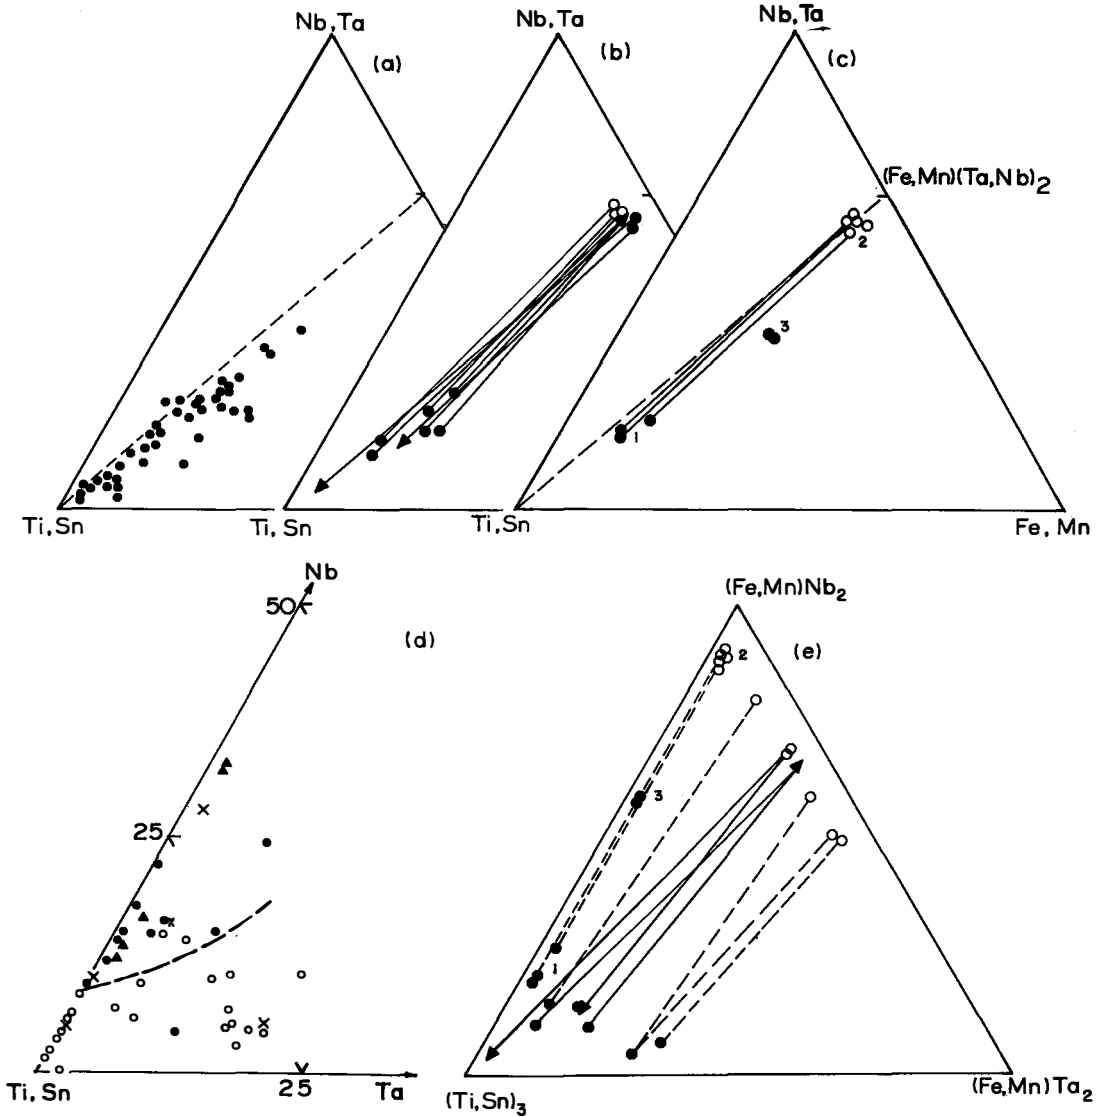 Nb,Ta
(a)
Nb,Ta
(b)
Nb,Ta
(c)
(Fe,Mn)(Ta,Nb)2
2
3
1
Ti,Sn
Ti,Sn
Ti,Sn
Fe,Mn
Nb
50
(d)
25
Ti,Sn
25
Ta
(Fe,Mn)Nb2
(e)
2
3
1
(Ti,Sn)3
(Fe,Mn)Ta2